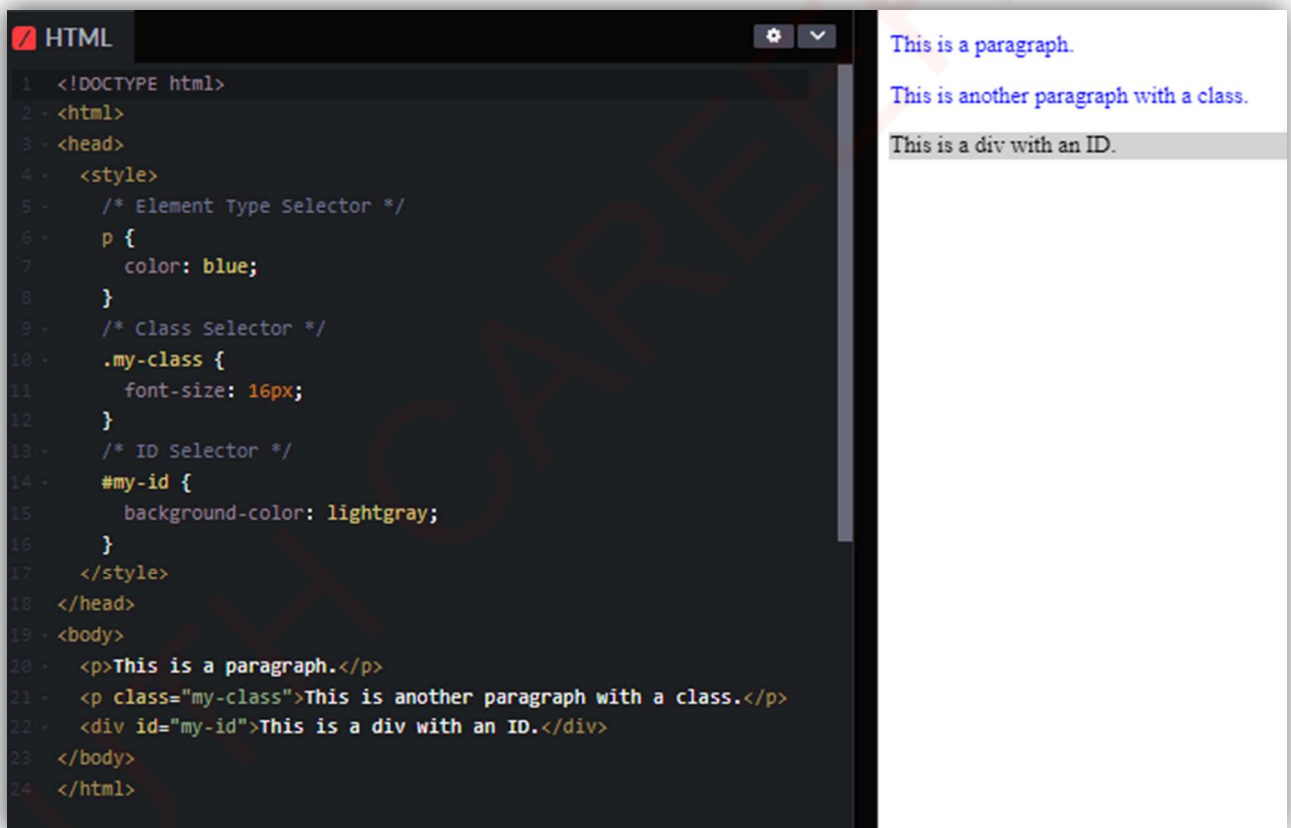 HTML
1 <!DOCTYPE html>
2 <html>
3 <head>
4 <style>
5 /* Element Type Selector */
6 p {
7 color: blue;
8 }
9 /* Class Selector */
10 .my-class {
11 font-size: 16px;
12 }
13 /* ID Selector */
14 #my-id {
15 background-color: lightgray;
16 }
17 </style>
18 </head>
19 <body>
20 <p>This is a paragraph.</p>
21 <p class="my-class">This is another paragraph with a class.</p>
22 <div id="my-id">This is a div with an ID.</div>
23 </body>
24 </html>
This is a paragraph.
This is another paragraph with a class.
This is a div with an ID.